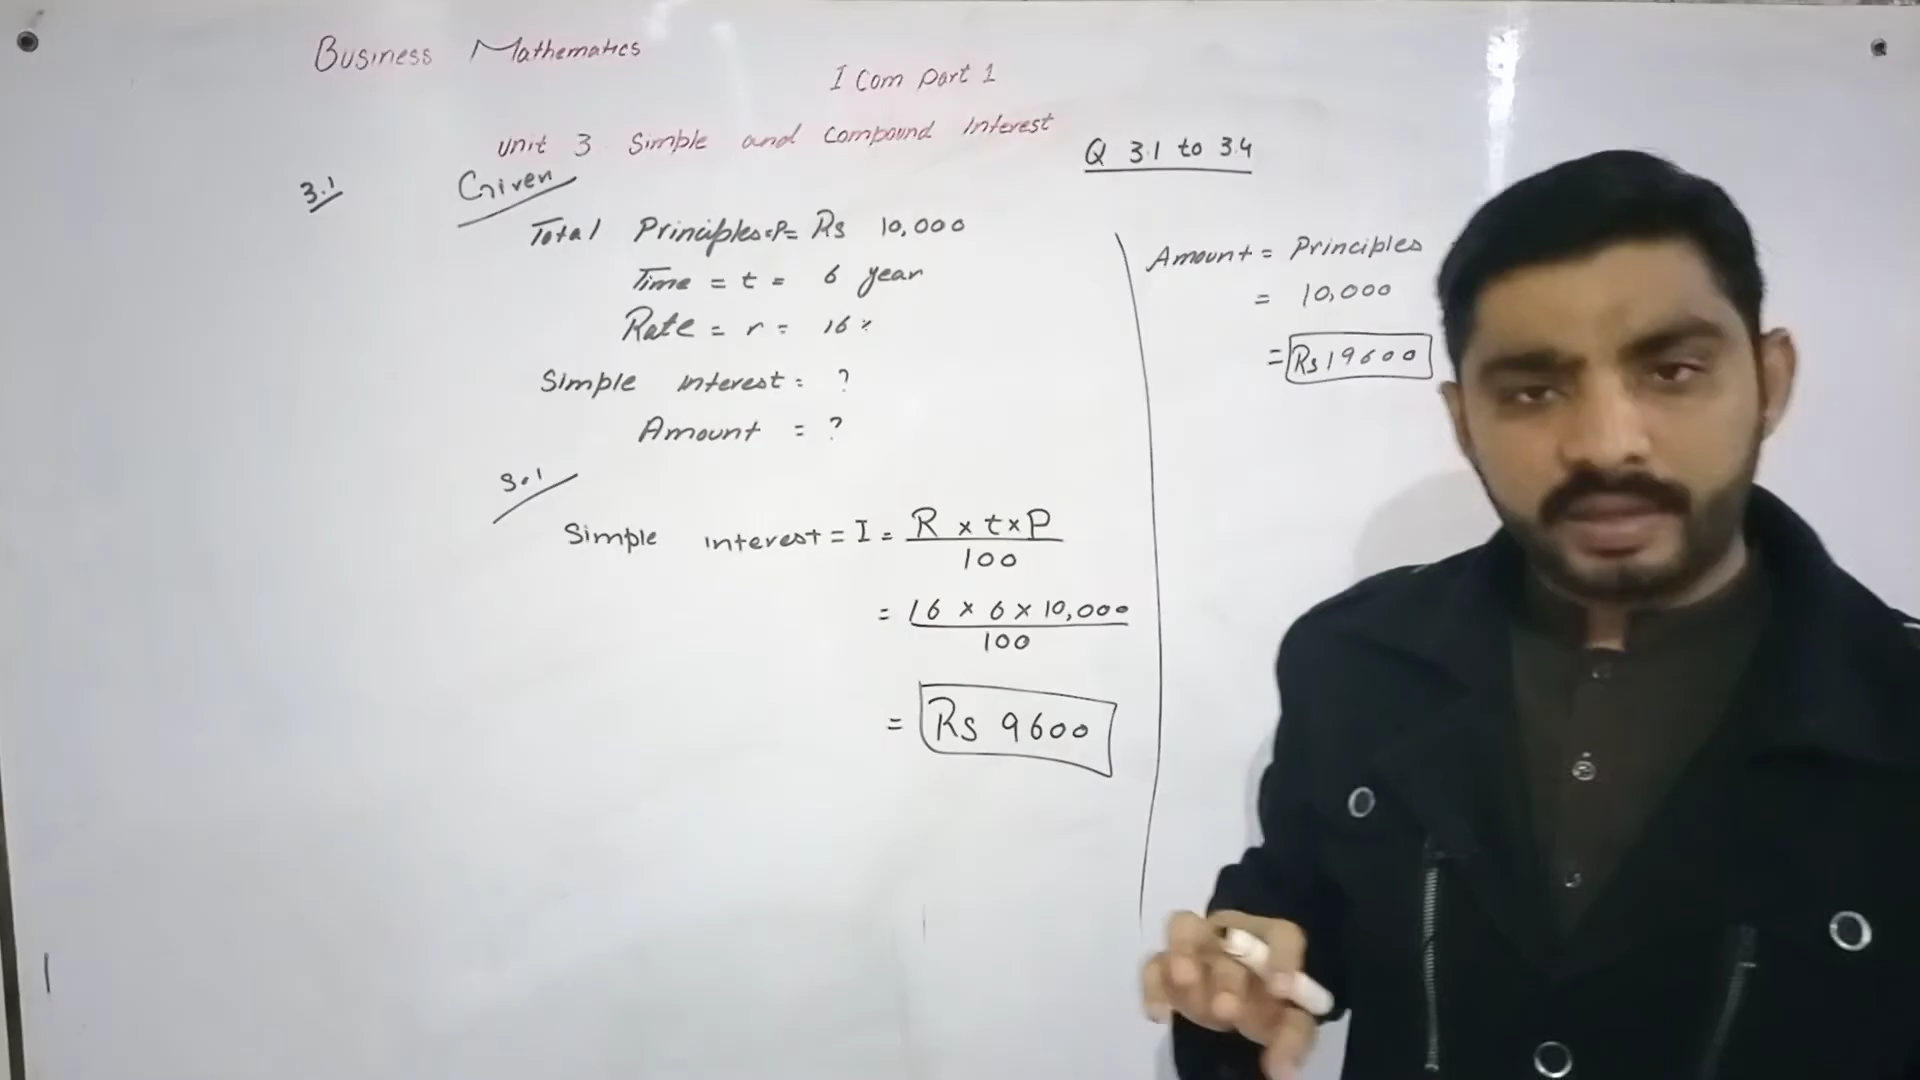 Business Mathematics
I Com Part 1
Unit 3 Simple and Compound Interest
Q 3.1 to 3.4
3.1 Given
Total Principles = P = Rs 10,000
Time = t = 6 year
Rate = r = 16%
Simple interest = ?
Amount = ?
Sol
Simple interest = I = R × t × P
100
= 16 × 6 × 10,000
100
= Rs 9600
Amount = Principles
= 10,000
= Rs 19600